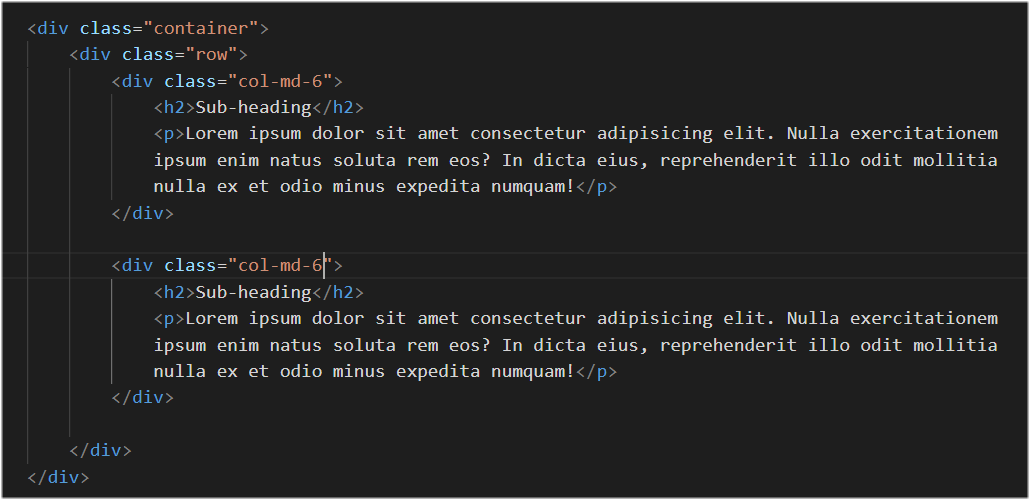 <div class="container">
<div class="row">
<div class="col-md-6">
<h2>Sub-heading</h2>
<p>Lorem ipsum dolor sit amet consectetur adipisicing elit. Nulla exercitationem
ipsum enim natus soluta rem eos? In dicta eius, reprehenderit illo odit mollitia
nulla ex et odio minus expedita numquam!</p>
</div>
<div class="col-md-6">
<h2>Sub-heading</h2>
<p>Lorem ipsum dolor sit amet consectetur adipisicing elit. Nulla exercitationem
ipsum enim natus soluta rem eos? In dicta eius, reprehenderit illo odit mollitia
nulla ex et odio minus expedita numquam!</p>
</div>
</div>
</div>